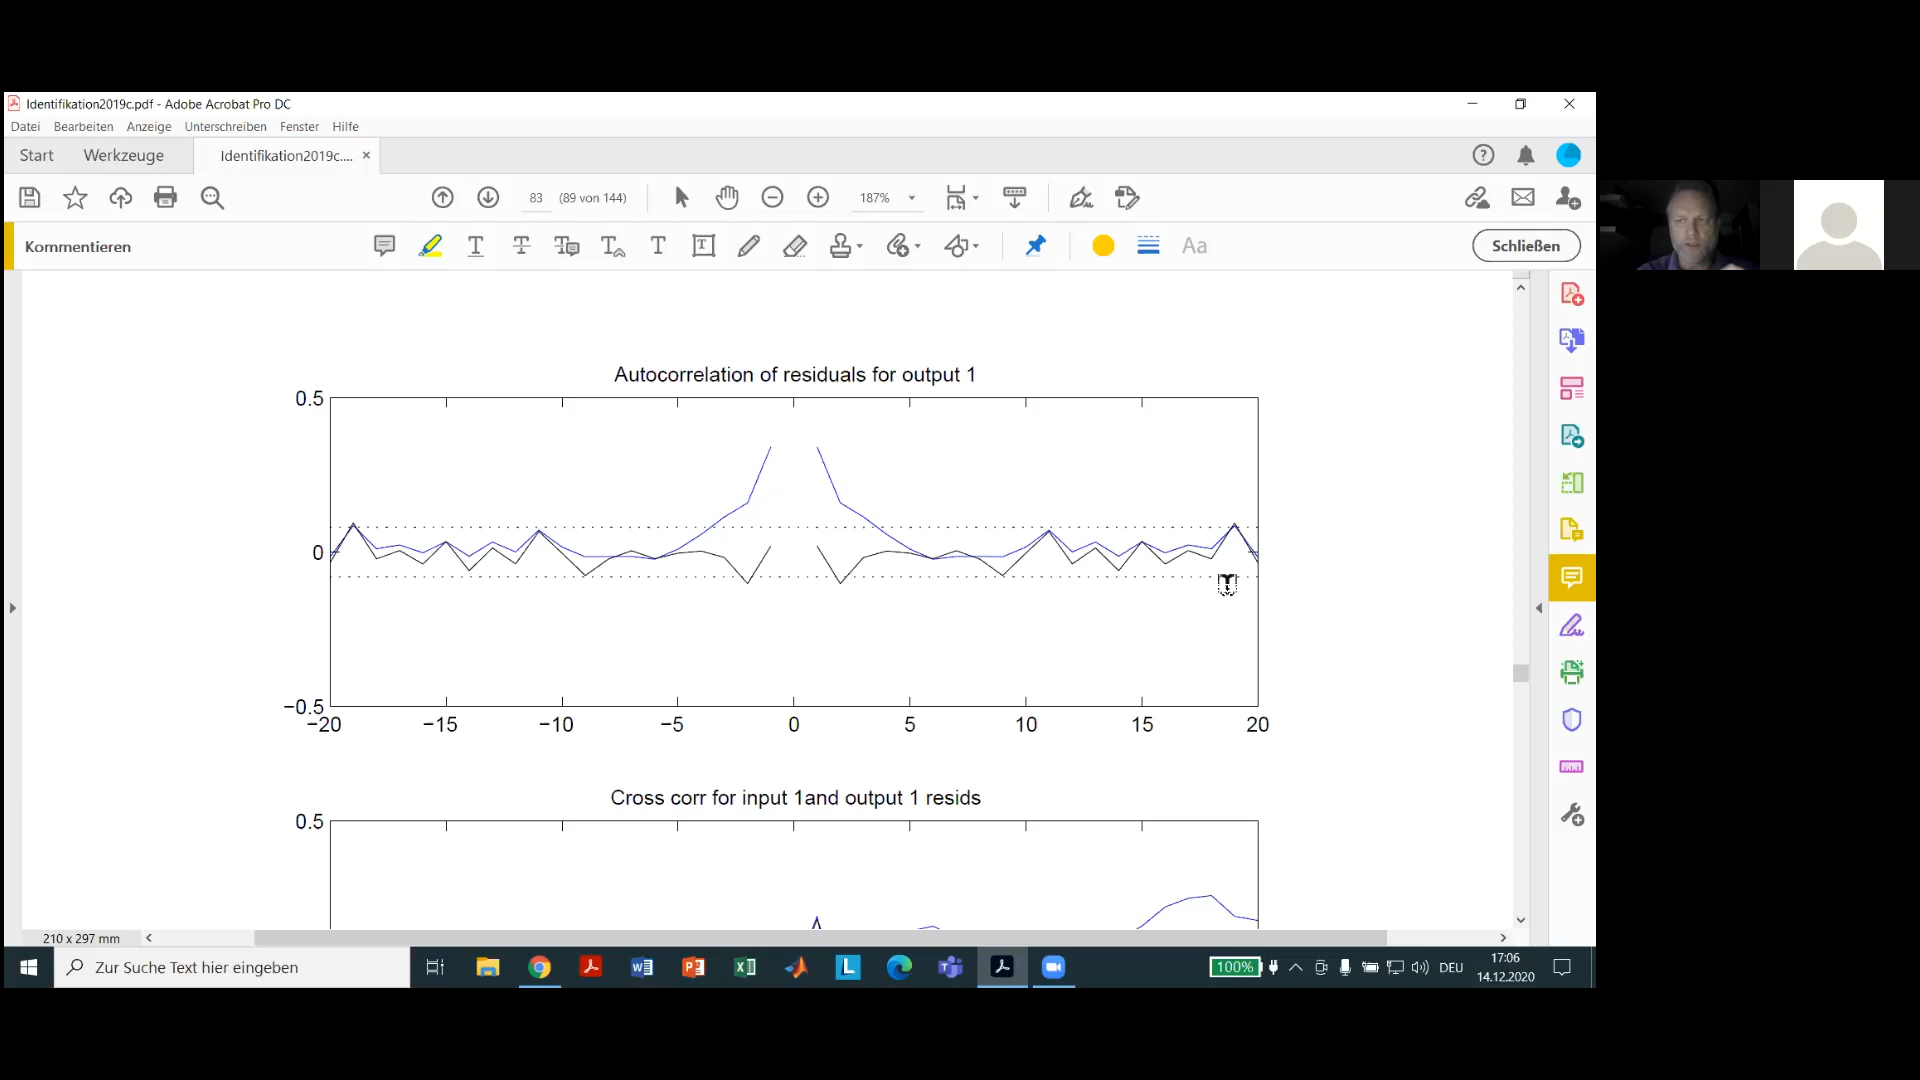 Identifikation2019c.pdf - Adobe Acrobat Pro DC
Datei Bearbeiten Anzeige Unterschreiben Fenster Hilfe
Start Werkzeuge Identifikation2019c.... ×
83 (89 von 144) 187%
Kommentieren Aa Schließen
Autocorrelation of residuals for output 1
0.5
0
−0.5
−20 −15 −10 −5 0 5 10 15 20
Cross corr for input 1and output 1 resids
0.5
210 x 297 mm
Zur Suche Text hier eingeben 100% DEU 17:06
14.12.2020